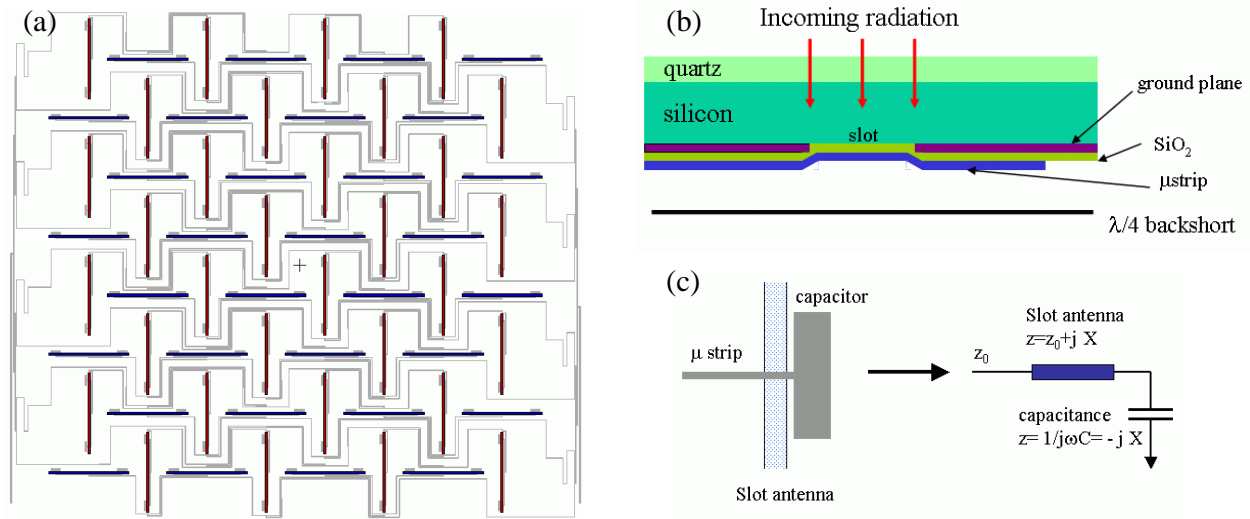 (a)
(b)
Incoming radiation
quartz
silicon
slot
ground plane
SiO2
μstrip
λ/4 backshort
(c)
capacitor
μ strip
Slot antenna
Slot antenna
z=z0+j X
z0
capacitance
z= 1/jωC= - j X